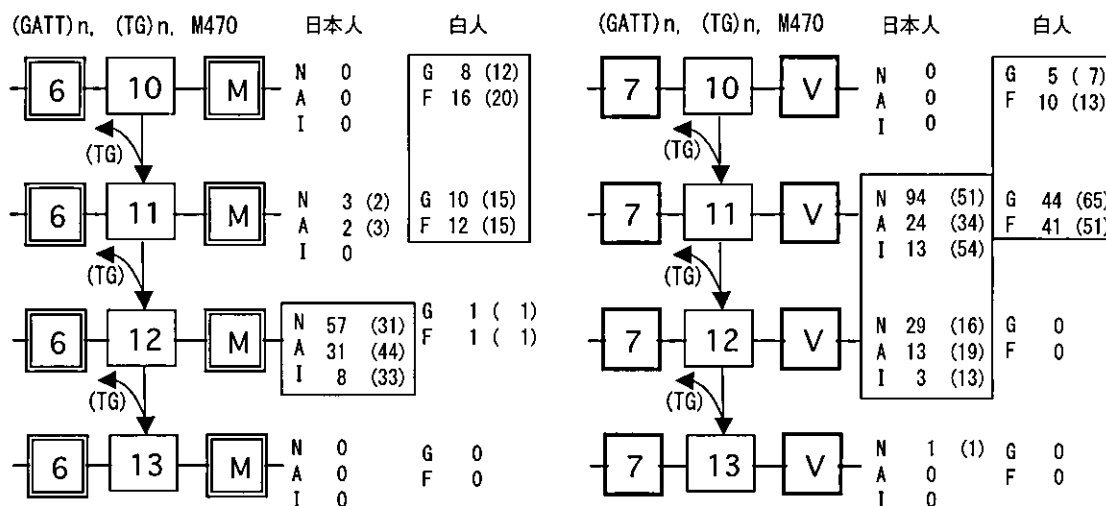 (GATT)n, (TG)n, M470 日本人 白人
6 10 M N 0 G 8 (12)
A 0 F 16 (20)
I 0
(TG)
6 11 M N 3 (2) G 10 (15)
A 2 (3) F 12 (15)
I 0
(TG)
6 12 M N 57 (31) G 1 ( 1)
A 31 (44) F 1 ( 1)
I 8 (33)
(TG)
6 13 M N 0 G 0
A 0 F 0
I 0
(GATT)n, (TG)n, M470 日本人 白人
7 10 V N 0 G 5 ( 7)
A 0 F 10 (13)
I 0
(TG)
7 11 V N 94 (51) G 44 (65)
A 24 (34) F 41 (51)
I 13 (54)
(TG)
7 12 V N 29 (16) G 0
A 13 (19) F 0
I 3 (13)
(TG)
7 13 V N 1 (1) G 0
A 0 F 0
I 0